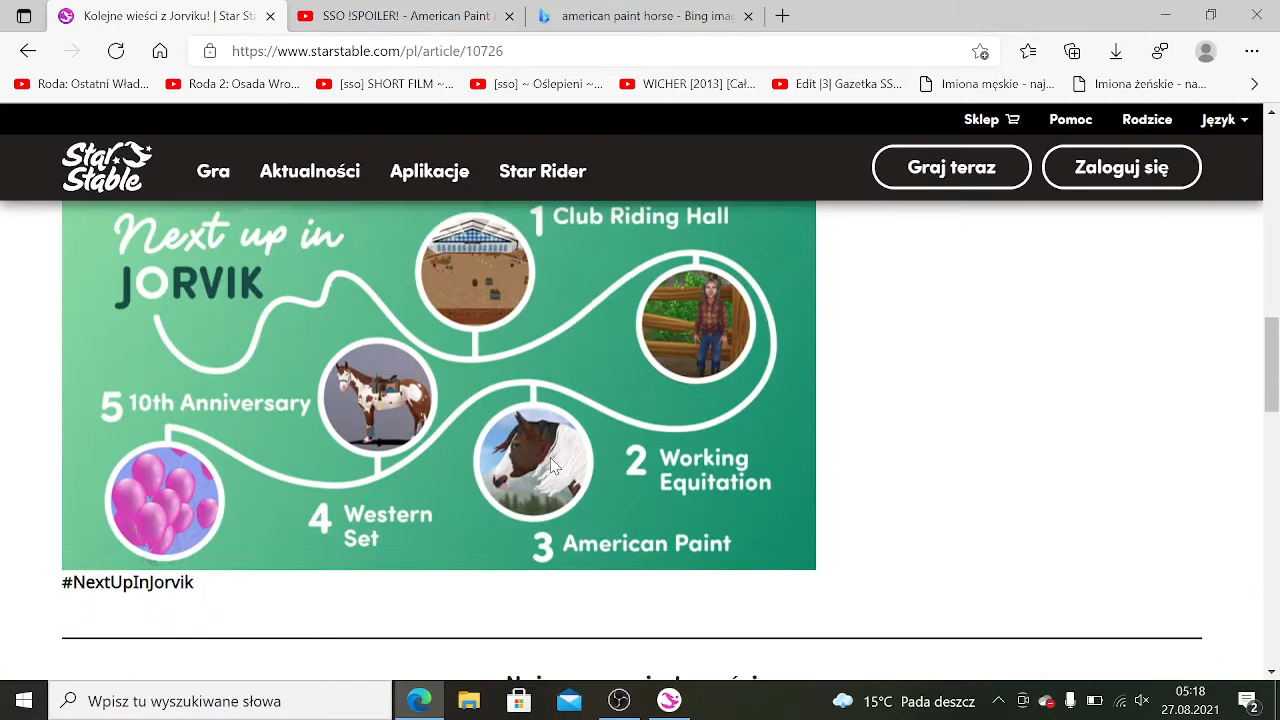 Kolejne wieści z Jorviku! | Star Sta
SSO !SPOILER! - American Paint H
american paint horse - Bing image
https://www.starstable.com/pl/article/10726
Roda: Ostatni Wład...
Roda 2: Osada Wro...
[sso] SHORT FILM ~...
[sso] ~ Oślepieni ~...
WICHER [2013] [Cał...
Edit |3| Gazetka SS...
Imiona męskie - naj...
Imiona żeńskie - na...
Sklep
Pomoc
Rodzice
Język
Star Stable
Gra
Aktualności
Aplikacje
Star Rider
Graj teraz
Zaloguj się
Next up in
JORVIK
1 Club Riding Hall
2 Working
Equitation
3 American Paint
4 Western
Set
5 10th Anniversary
#NextUpInJorvik
Wpisz tu wyszukiwane słowa
15°C Pada deszcz
05:18
27.08.2021
2